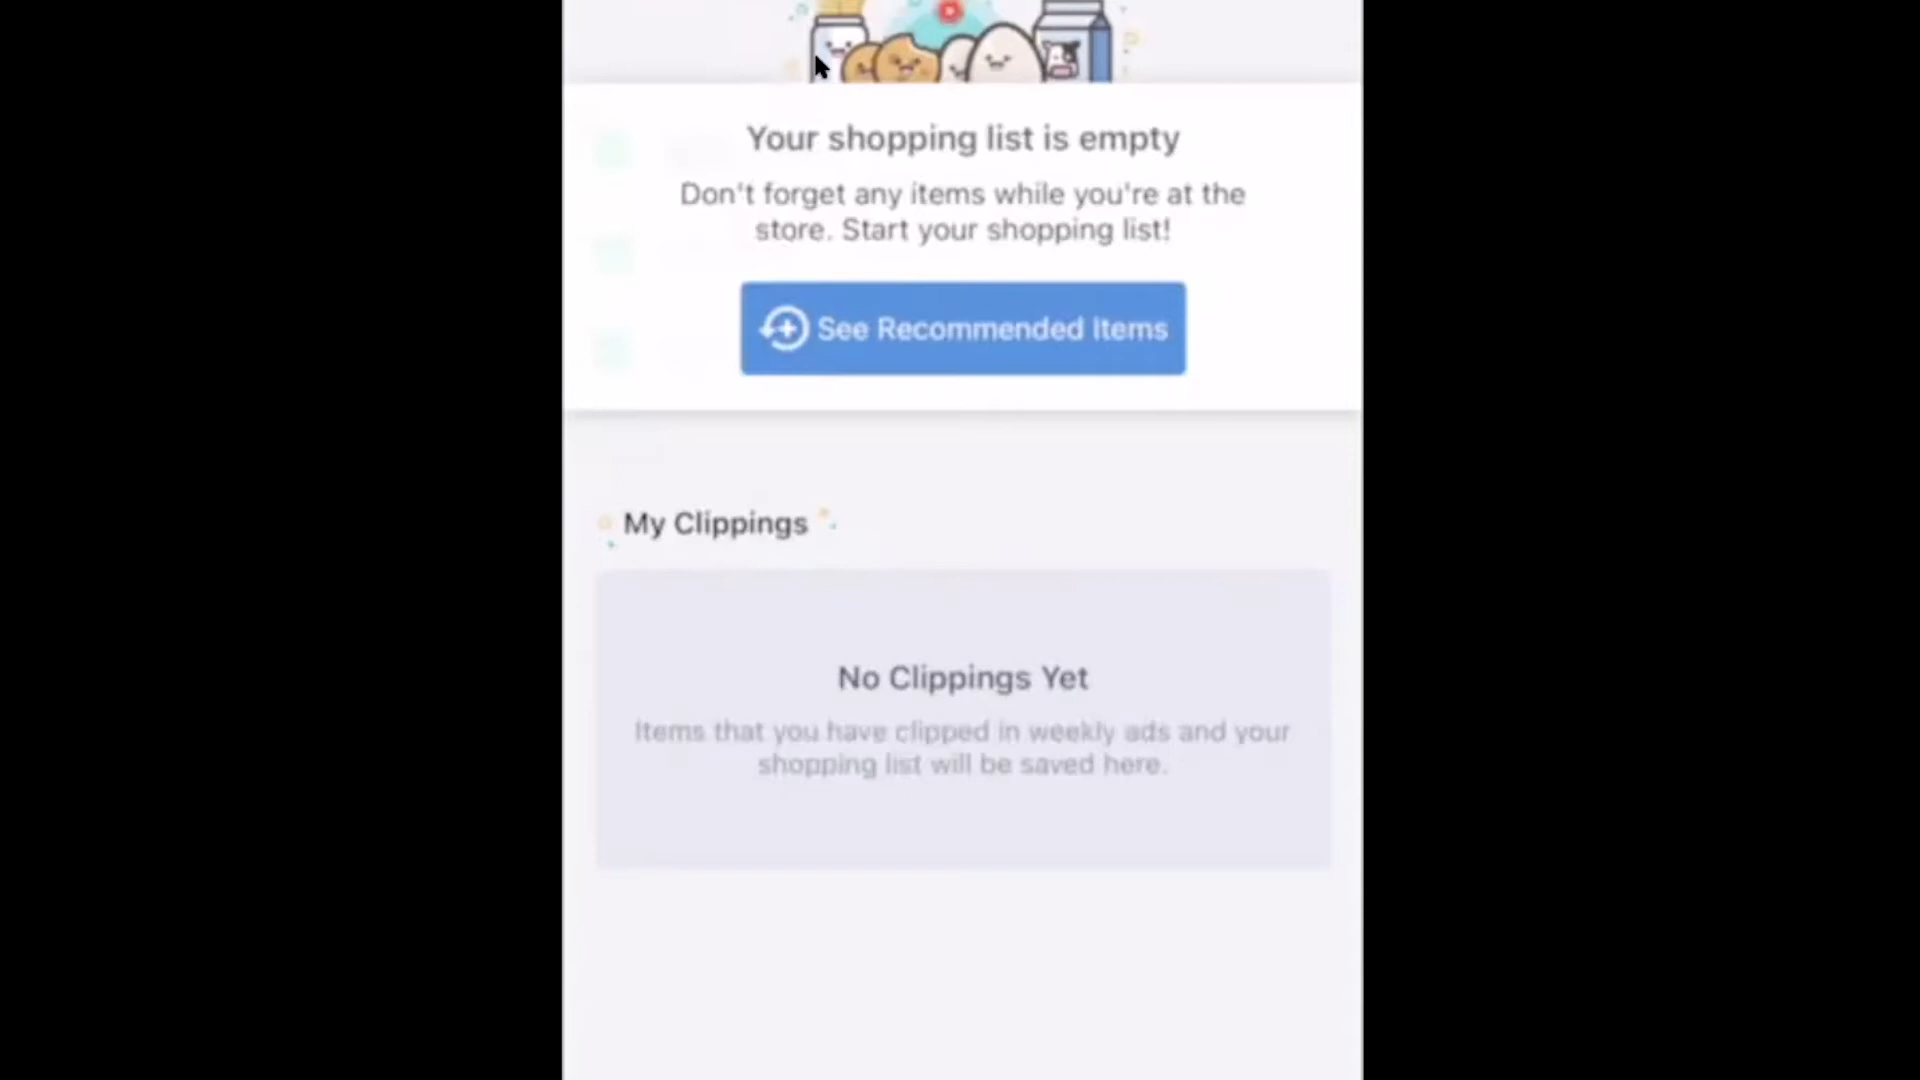 Your shopping list is empty
Don't forget any items while you're at the
store. Start your shopping list!
See Recommended Items
My Clippings
No Clippings Yet
Items that you have clipped in weekly ads and your
shopping list will be saved here.